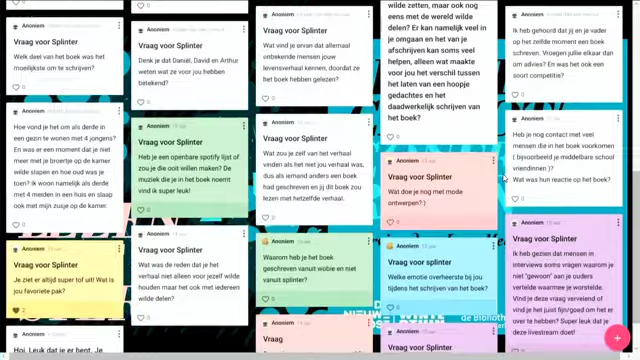 Vraag voor Splinter
Welk deel van het boek was het
moeilijkste om te schrijven?
0
Anoniem
Hoe vond je het om als derde in
een gezin te wonen met 4 jongens?
En was er een moment dat je niet
meer met je broertje op de kamer
wilde slapen en hoe oud was je
toen? Ik woon namelijk als derde
met 4 meiden in een huis en slaap
ook met mijn zusje op de kamer.
0
Anoniem
Vraag voor Splinter
Je ziet er altijd super tof uit! Wat is
jou favoriete pak?
2
Anoniem
Hoi, Leuk dat je er bent. Je
Anoniem
Vraag voor Splinter
Denk je dat Daniël, David en Arthur
weten wat ze voor jou hebben
betekend?
0
Anoniem
Vraag voor Splinter
Heb je een openbare spotify lijst of
zou je die ooit willen maken? De
muziek die je in het boek noemt
vind ik super leuk!
0
Anoniem
Vraag voor Splinter
Wat was de reden dat je het
verhaal niet alleen voor jezelf wilde
houden maar het ook met iedereen
wilde delen?
0
Anoniem
Vraag voor Splinter
Wat vind je ervan dat allemaal
onbekende mensen jouw
levensverhaal kennen, doordat ze
het boek hebben gelezen?
0
Anoniem
Vraag voor Splinter
Wat zou je zelf van het verhaal
vinden als het niet jou verhaal was,
dus als iemand anders een boek
had geschreven en jij dit boek zou
lezen met hetzelfde verhaal.
0
Anoniem
Waarom heb je het boek
geschreven vanuit wobie en niet
vanuit splinter?
0
Anoniem
Vraag
wilde zetten, maar ook nog
eens met de wereld wilde
delen? Er kan namelijk veel in
je omgaan en het van je
afschrijven kan soms veel
helpen, alleen wat maakte
voor jou het verschil tussen
het laten van een hoopje
gedachtes en het
daadwerkelijk schrijven van
het boek?
0
Anoniem
Vraag voor Splinter
Wat doe je nog met mode
ontwerpen?:)
0
Anoniem
Vraag voor Splinter
Welke emotie overheerste bij jou
tijdens het schrijven van het boek?
0
Anoniem
Vraag voor Splinter
Anoniem
Ik heb gehoord dat jij en je vader
op het zelfde moment een boek
schreven. Vroegen jullie elkaar dan
om advies? En was het ook een
soort competitie?
0
Anoniem
Heb je nog contact met veel
mensen die in het boek voorkomen
( bijvoorbeeld je middelbare school
vriendinnen )?
Wat was hun reactie op het boek?
0
Anoniem
Vraag voor Splinter
Ik heb gezien dat mensen in
interviews soms vragen waarom je
niet "gewoon" aan je ouders
vertelde waarmee je worstelde.
Vind je deze vraag vervelend of
vind je het juist fijn/goed om het er
over te hebben? Super leuk dat je
deze livestream doet!
0